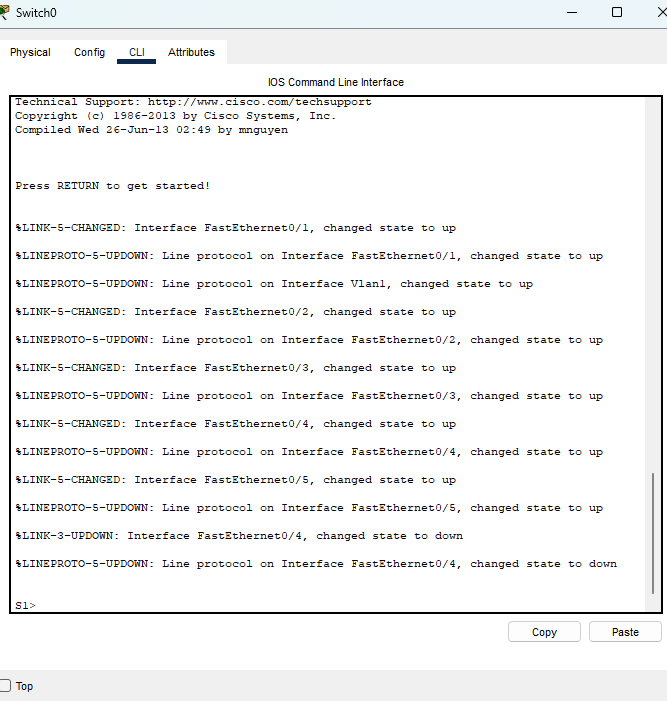 Switch0
Physical Config CLI Attributes
IOS Command Line Interface
Technical Support: http://www.cisco.com/techsupport
Copyright (c) 1986-2013 by Cisco Systems, Inc.
Compiled Wed 26-Jun-13 02:49 by mnguyen
Press RETURN to get started!
%LINK-5-CHANGED: Interface FastEthernet0/1, changed state to up
%LINEPROTO-5-UPDOWN: Line protocol on Interface FastEthernet0/1, changed state to up
%LINEPROTO-5-UPDOWN: Line protocol on Interface Vlan1, changed state to up
%LINK-5-CHANGED: Interface FastEthernet0/2, changed state to up
%LINEPROTO-5-UPDOWN: Line protocol on Interface FastEthernet0/2, changed state to up
%LINK-5-CHANGED: Interface FastEthernet0/3, changed state to up
%LINEPROTO-5-UPDOWN: Line protocol on Interface FastEthernet0/3, changed state to up
%LINK-5-CHANGED: Interface FastEthernet0/4, changed state to up
%LINEPROTO-5-UPDOWN: Line protocol on Interface FastEthernet0/4, changed state to up
%LINK-5-CHANGED: Interface FastEthernet0/5, changed state to up
%LINEPROTO-5-UPDOWN: Line protocol on Interface FastEthernet0/5, changed state to up
%LINK-3-UPDOWN: Interface FastEthernet0/4, changed state to down
%LINEPROTO-5-UPDOWN: Line protocol on Interface FastEthernet0/4, changed state to down
S1>
Copy Paste
Top